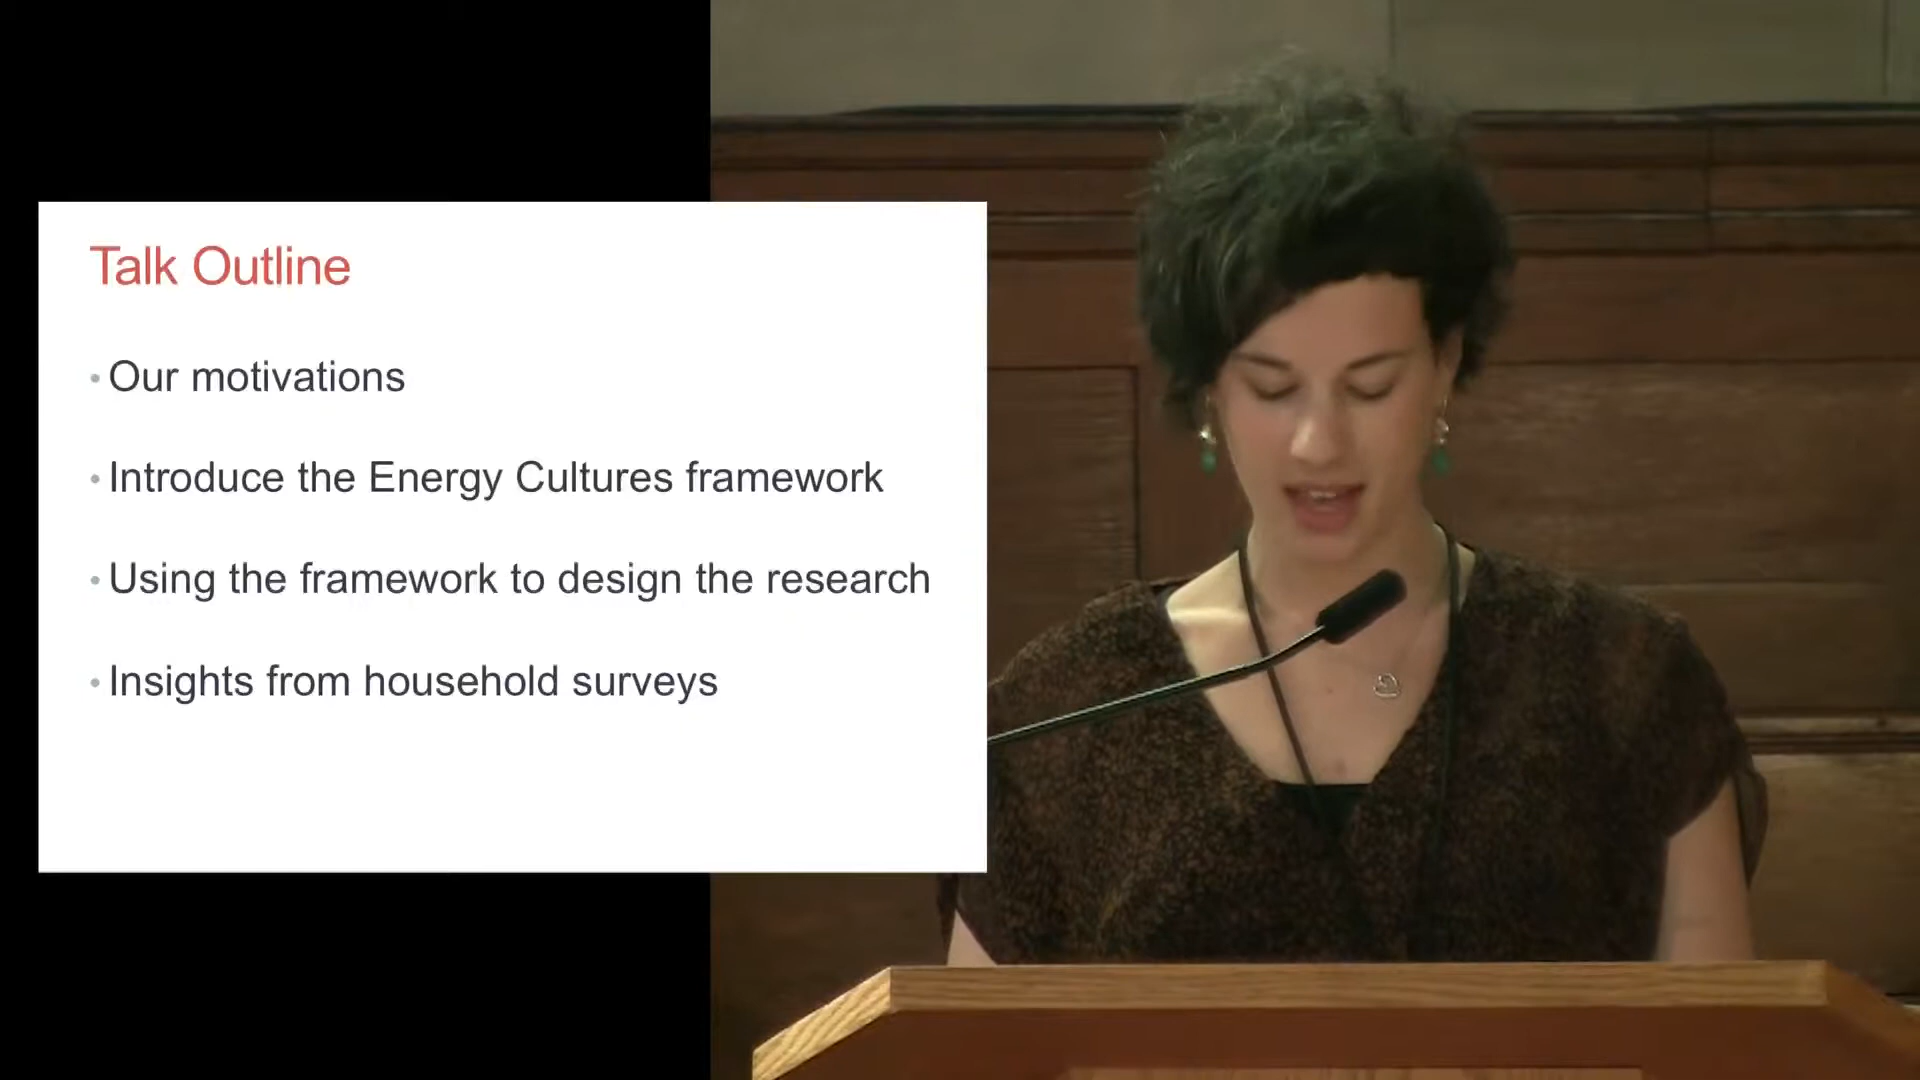 Talk Outline
• Our motivations
• Introduce the Energy Cultures framework
• Using the framework to design the research
• Insights from household surveys